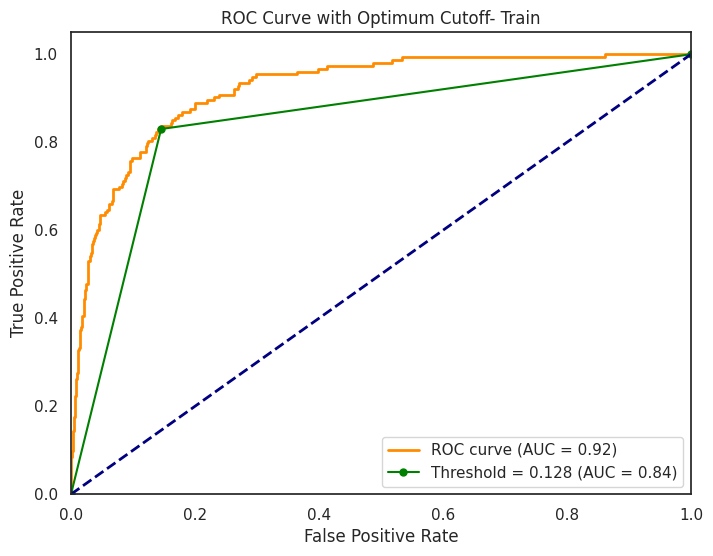 ROC Curve with Optimum Cutoff- Train
True Positive Rate
1.0
0.8
0.6
0.4
0.2
0.0
ROC curve (AUC = 0.92)
Threshold = 0.128 (AUC = 0.84)
0.0 0.2 0.4 0.6 0.8 1.0
False Positive Rate